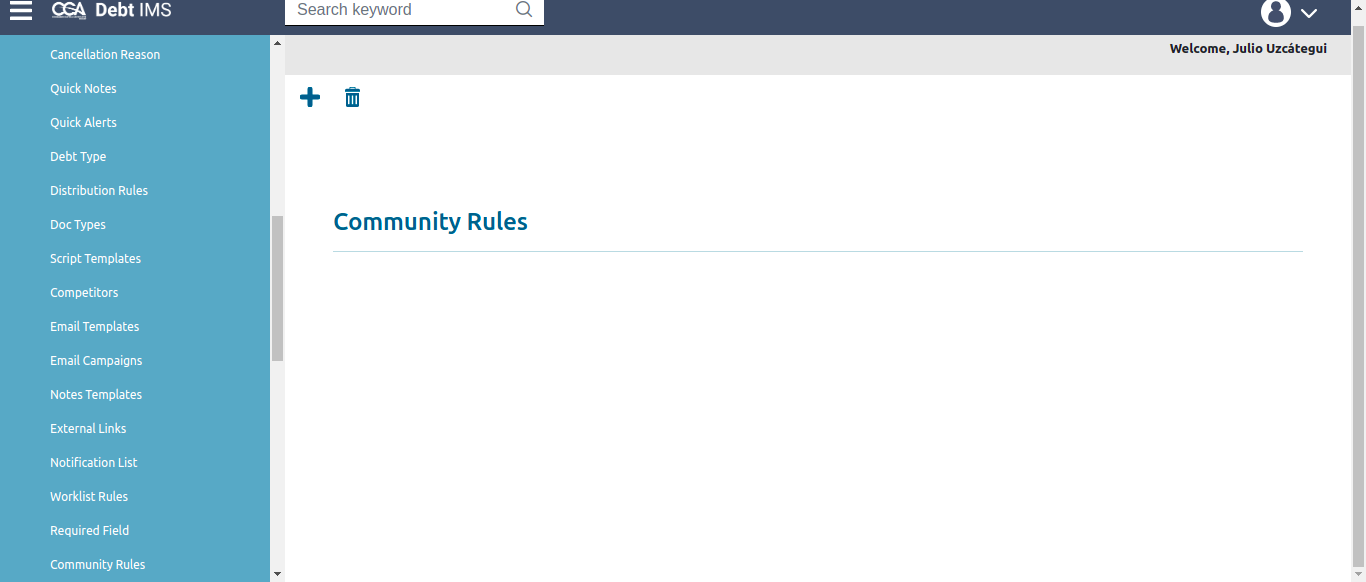 CGA Debt IMS
Search keyword
Welcome, Julio Uzcátegui
Cancellation Reason
Quick Notes
Quick Alerts
Debt Type
Distribution Rules
Doc Types
Script Templates
Competitors
Email Templates
Email Campaigns
Notes Templates
External Links
Notification List
Worklist Rules
Required Field
Community Rules
Community Rules